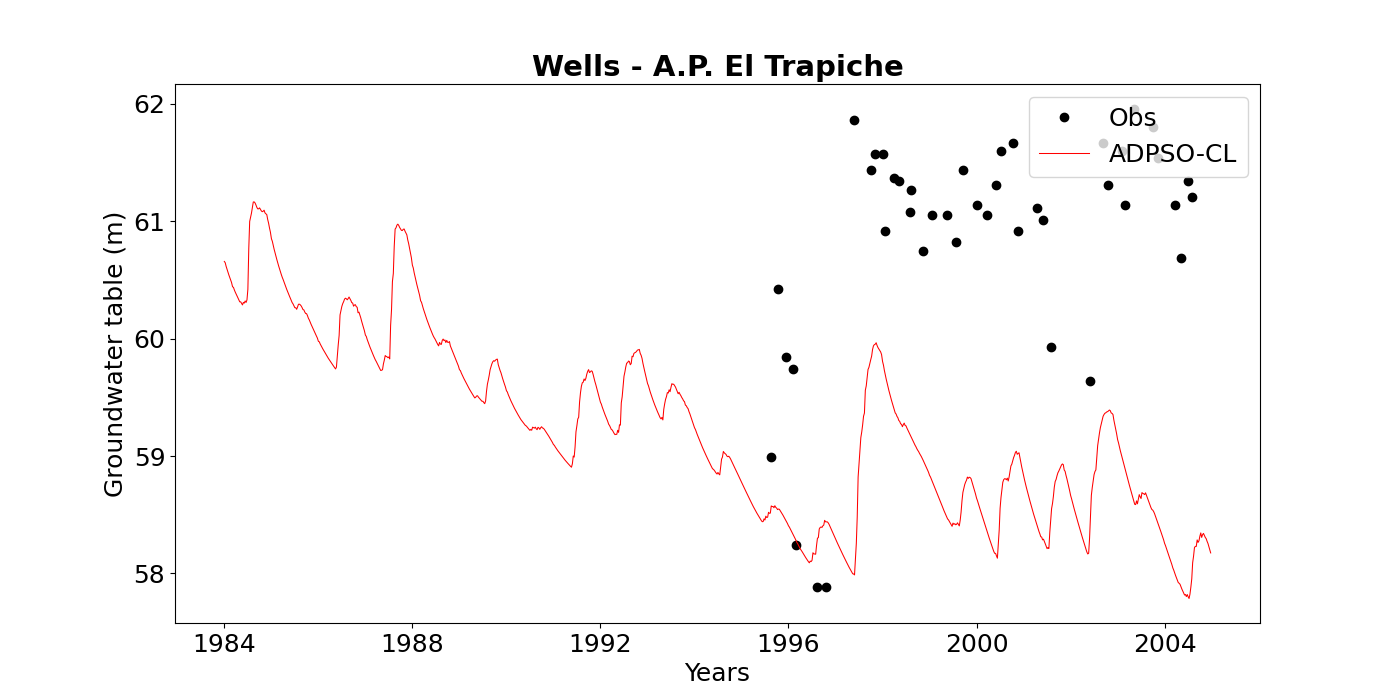 Wells - A.P. El Trapiche
Groundwater table (m)
62
61
60
59
58
Obs
ADPSO-CL
1984
1988
1992
1996
2000
2004
Years